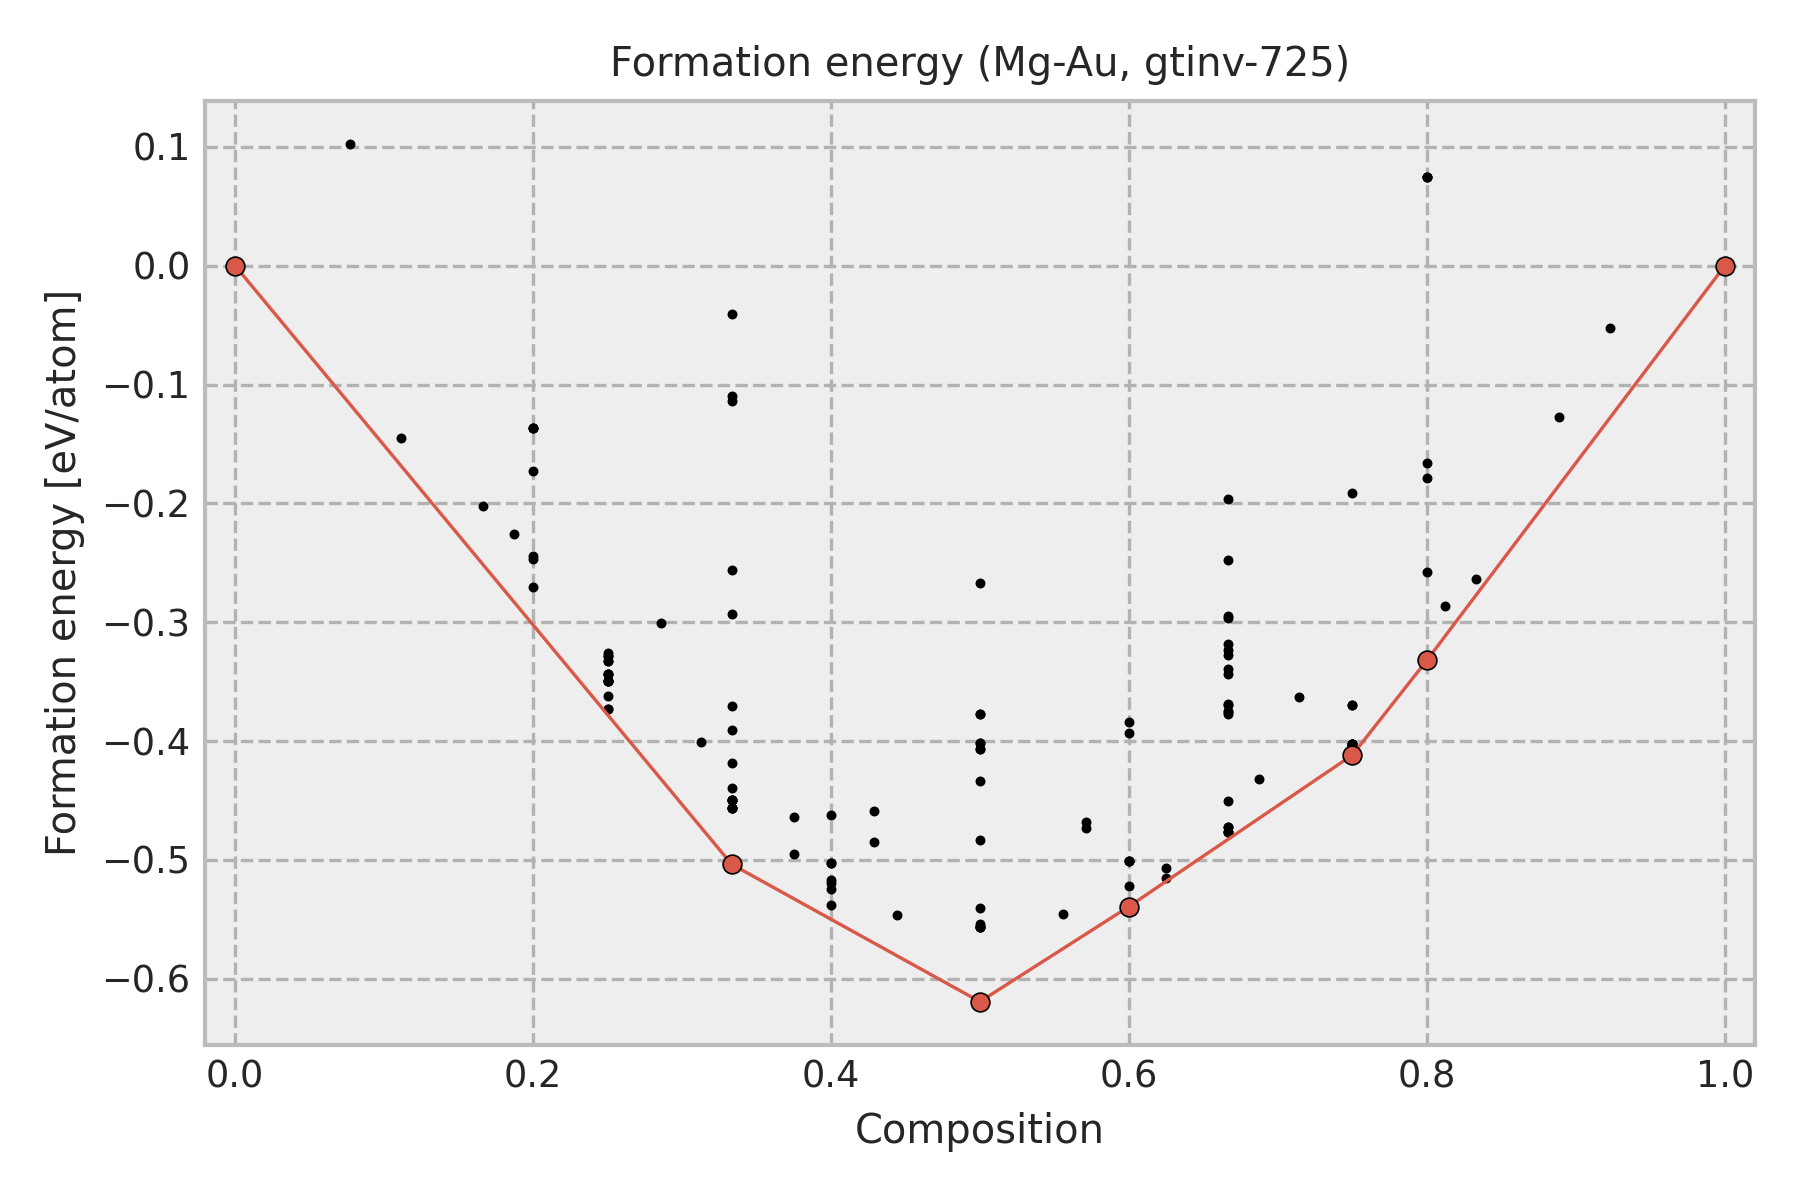 Formation energy (Mg-Au, gtinv-725)
Formation energy [eV/atom]
0.1
0.0
−0.1
−0.2
−0.3
−0.4
−0.5
−0.6
0.0 0.2 0.4 0.6 0.8 1.0
Composition